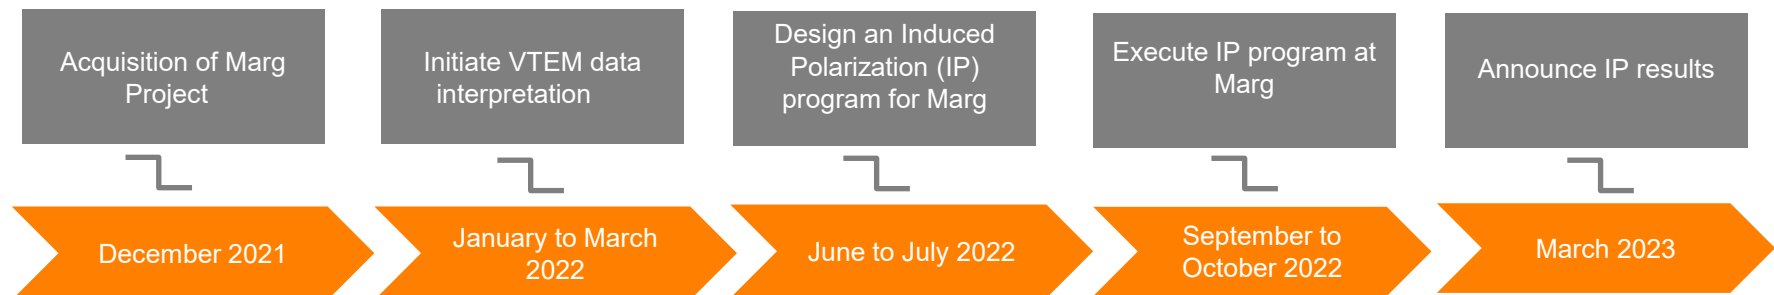 Acquisition of Marg
Project
Initiate VTEM data
interpretation
Design an Induced
Polarization (IP)
program for Marg
Execute IP program at
Marg
Announce IP results
December 2021
January to March
2022
June to July 2022
September to
October 2022
March 2023